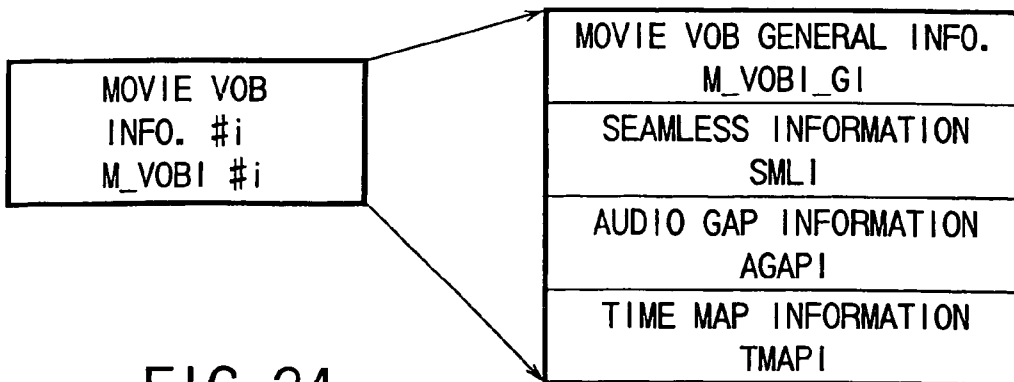 MOVIE VOB
INFO. #i
M_VOBI #i
MOVIE VOB GENERAL INFO.
M_VOBI_GI
SEAMLESS INFORMATION
SMLI
AUDIO GAP INFORMATION
AGAPI
TIME MAP INFORMATION
TMAPI